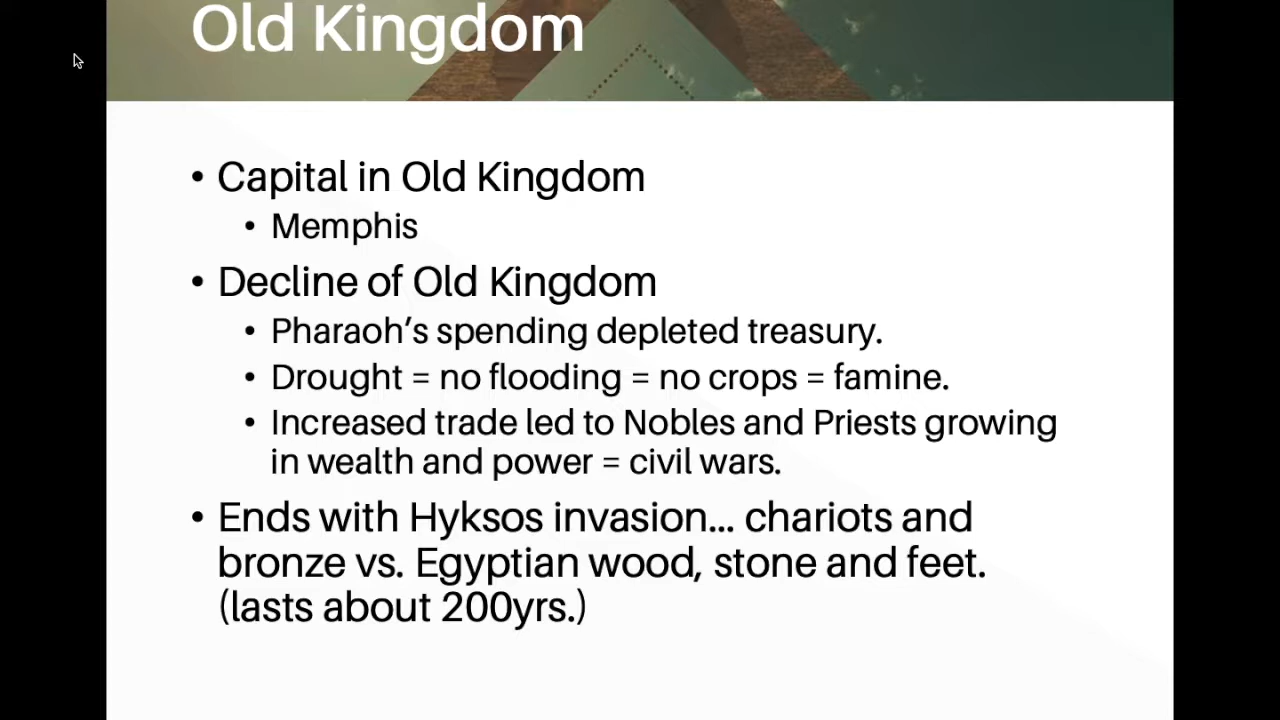 Old Kingdom
• Capital in Old Kingdom
• Memphis
• Decline of Old Kingdom
• Pharaoh’s spending depleted treasury.
• Drought = no flooding = no crops = famine.
• Increased trade led to Nobles and Priests growing
in wealth and power = civil wars.
• Ends with Hyksos invasion... chariots and
bronze vs. Egyptian wood, stone and feet.
(lasts about 200yrs.)